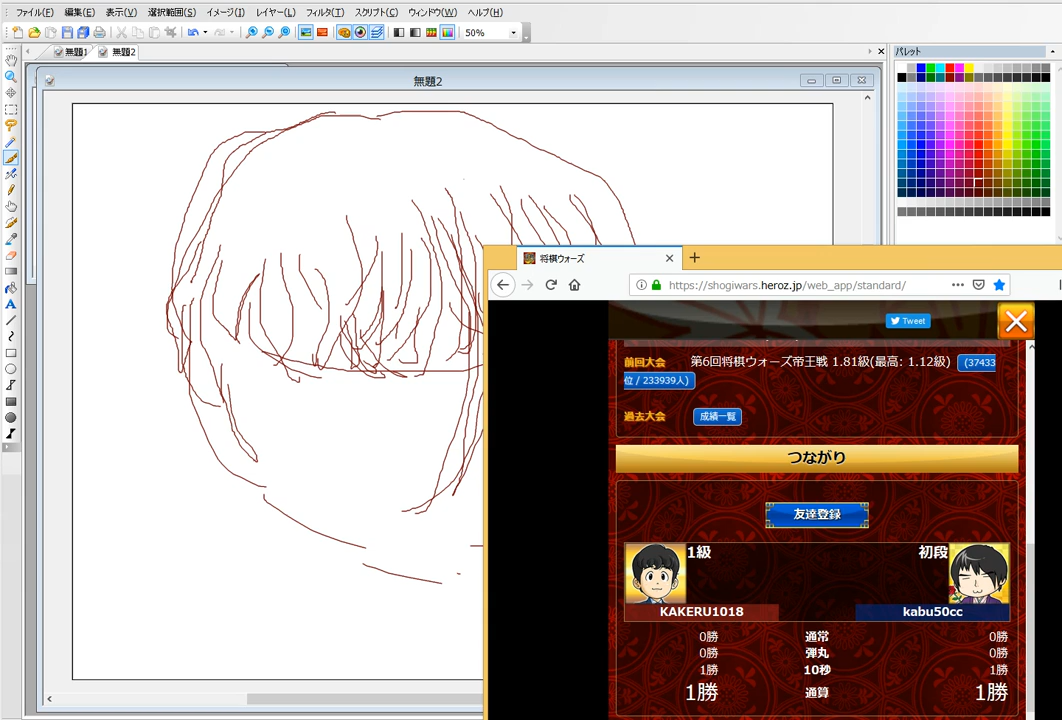 ファイル(F) 編集(E) 表示(V) 選択範囲(S) イメージ(I) レイヤー(L) フィルタ(T) スクリプト(C) ウィンドウ(W) ヘルプ(H)
50%
無題1 無題2
無題2
パレット
将棋ウォーズ
https://shogiwars.heroz.jp/web_app/standard/
Tweet
前回大会 第6回将棋ウォーズ帝王戦 1.81級(最高: 1.12級) (37433
位 / 233939人)
過去大会 成績一覧
つながり
友達登録
1級 初段
KAKERU1018 kabu50cc
0勝 通常 0勝
0勝 弾丸 0勝
1勝 10秒 1勝
1勝 通算 1勝